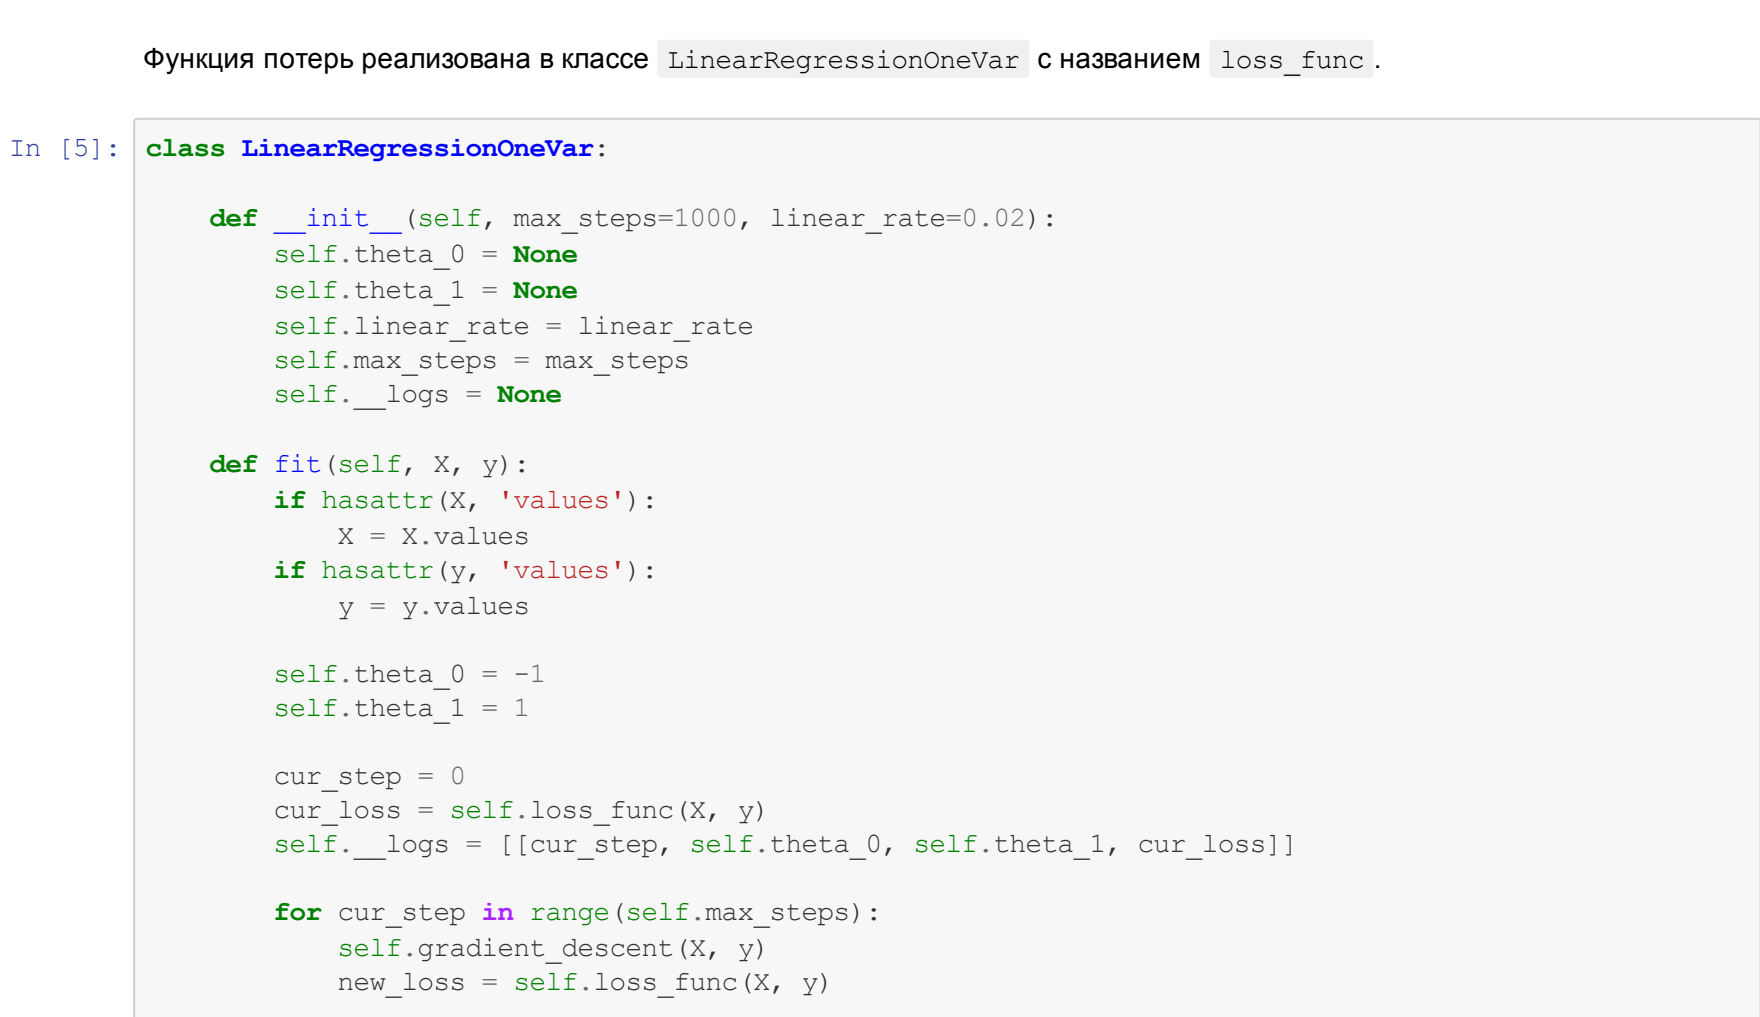 Функция потерь реализована в классе LinearRegressionOneVar с названием loss_func.
In [5]: class LinearRegressionOneVar:
    def __init__(self, max_steps=1000, linear_rate=0.02):
        self.theta_0 = None
        self.theta_1 = None
        self.linear_rate = linear_rate
        self.max_steps = max_steps
        self.__logs = None
    def fit(self, X, y):
        if hasattr(X, 'values'):
            X = X.values
        if hasattr(y, 'values'):
            y = y.values
        self.theta_0 = -1
        self.theta_1 = 1
        cur_step = 0
        cur_loss = self.loss_func(X, y)
        self.__logs = [[cur_step, self.theta_0, self.theta_1, cur_loss]]
        for cur_step in range(self.max_steps):
            self.gradient_descent(X, y)
            new_loss = self.loss_func(X, y)